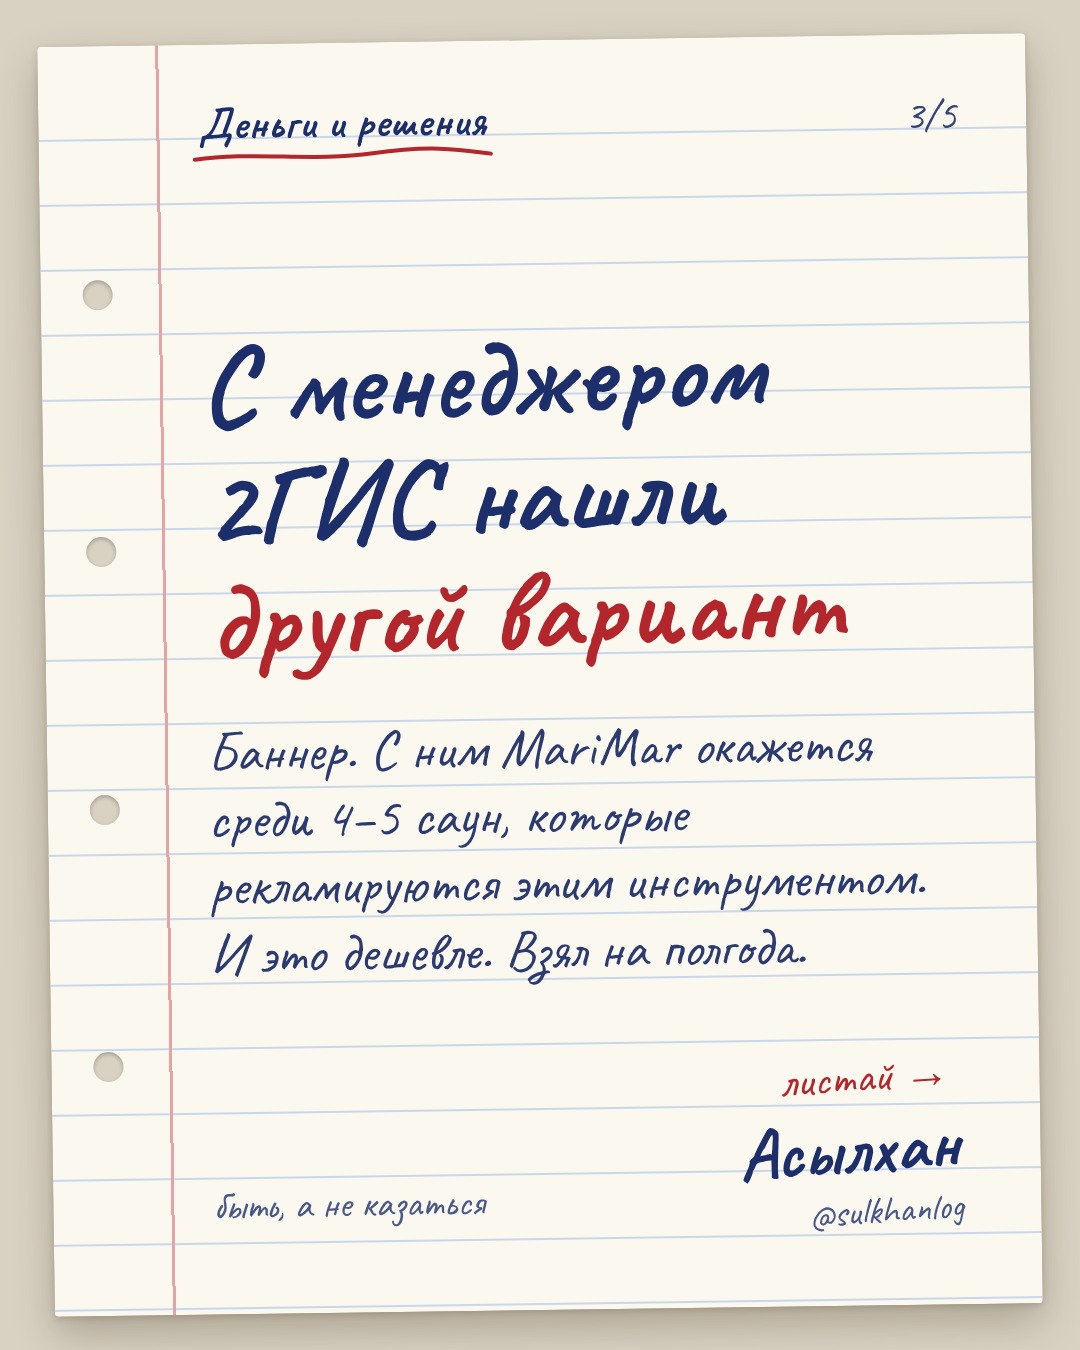 Деньги и решения
3/5
С менеджером
2ГИС нашли
другой вариант
Баннер. С ним MariMar окажется
среди 4–5 саун, которые
рекламируются этим инструментом.
И это дешевле. Взял на полгода.
листай →
Асылхан
быть, а не казаться
@sulkhanlog